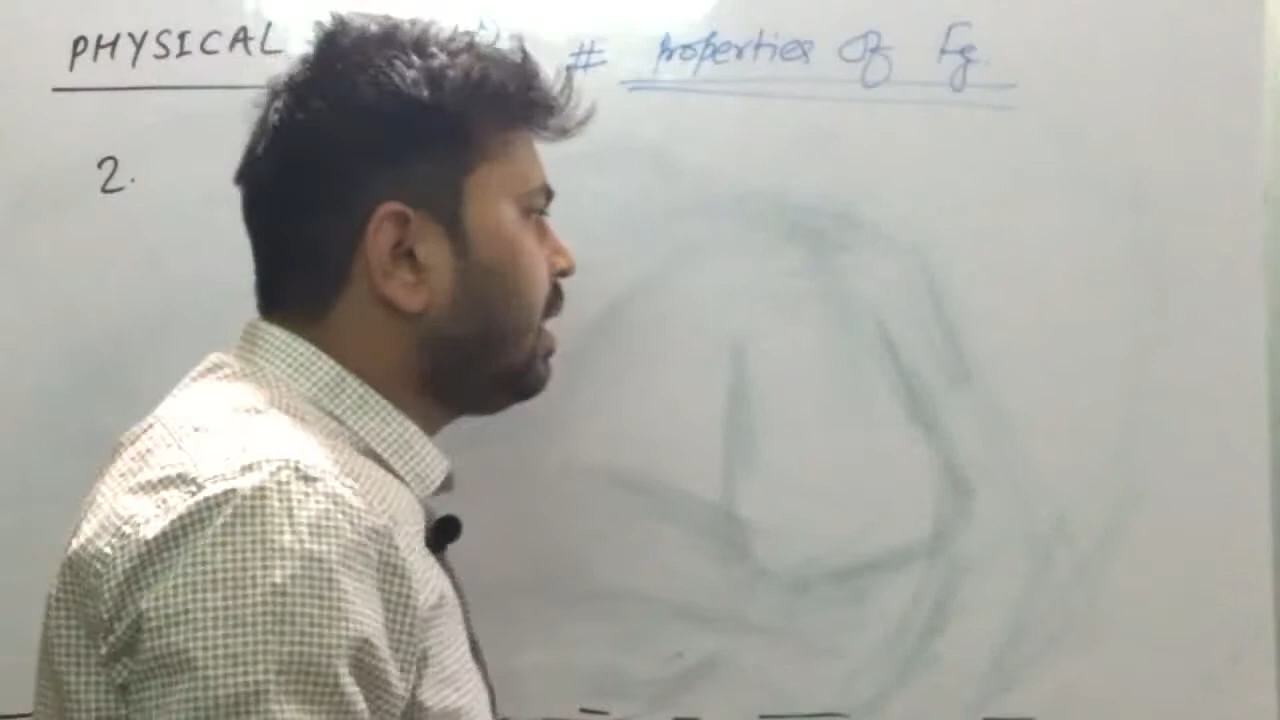 PHYSICAL
# Properties Of Fg.
2.